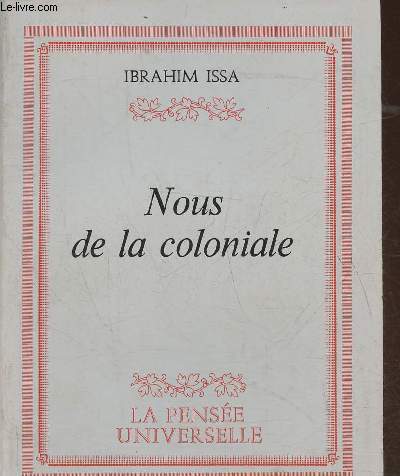 Le-livre.com
IBRAHIM ISSA
Nous
de la coloniale
LA PENSÉE
UNIVERSELLE